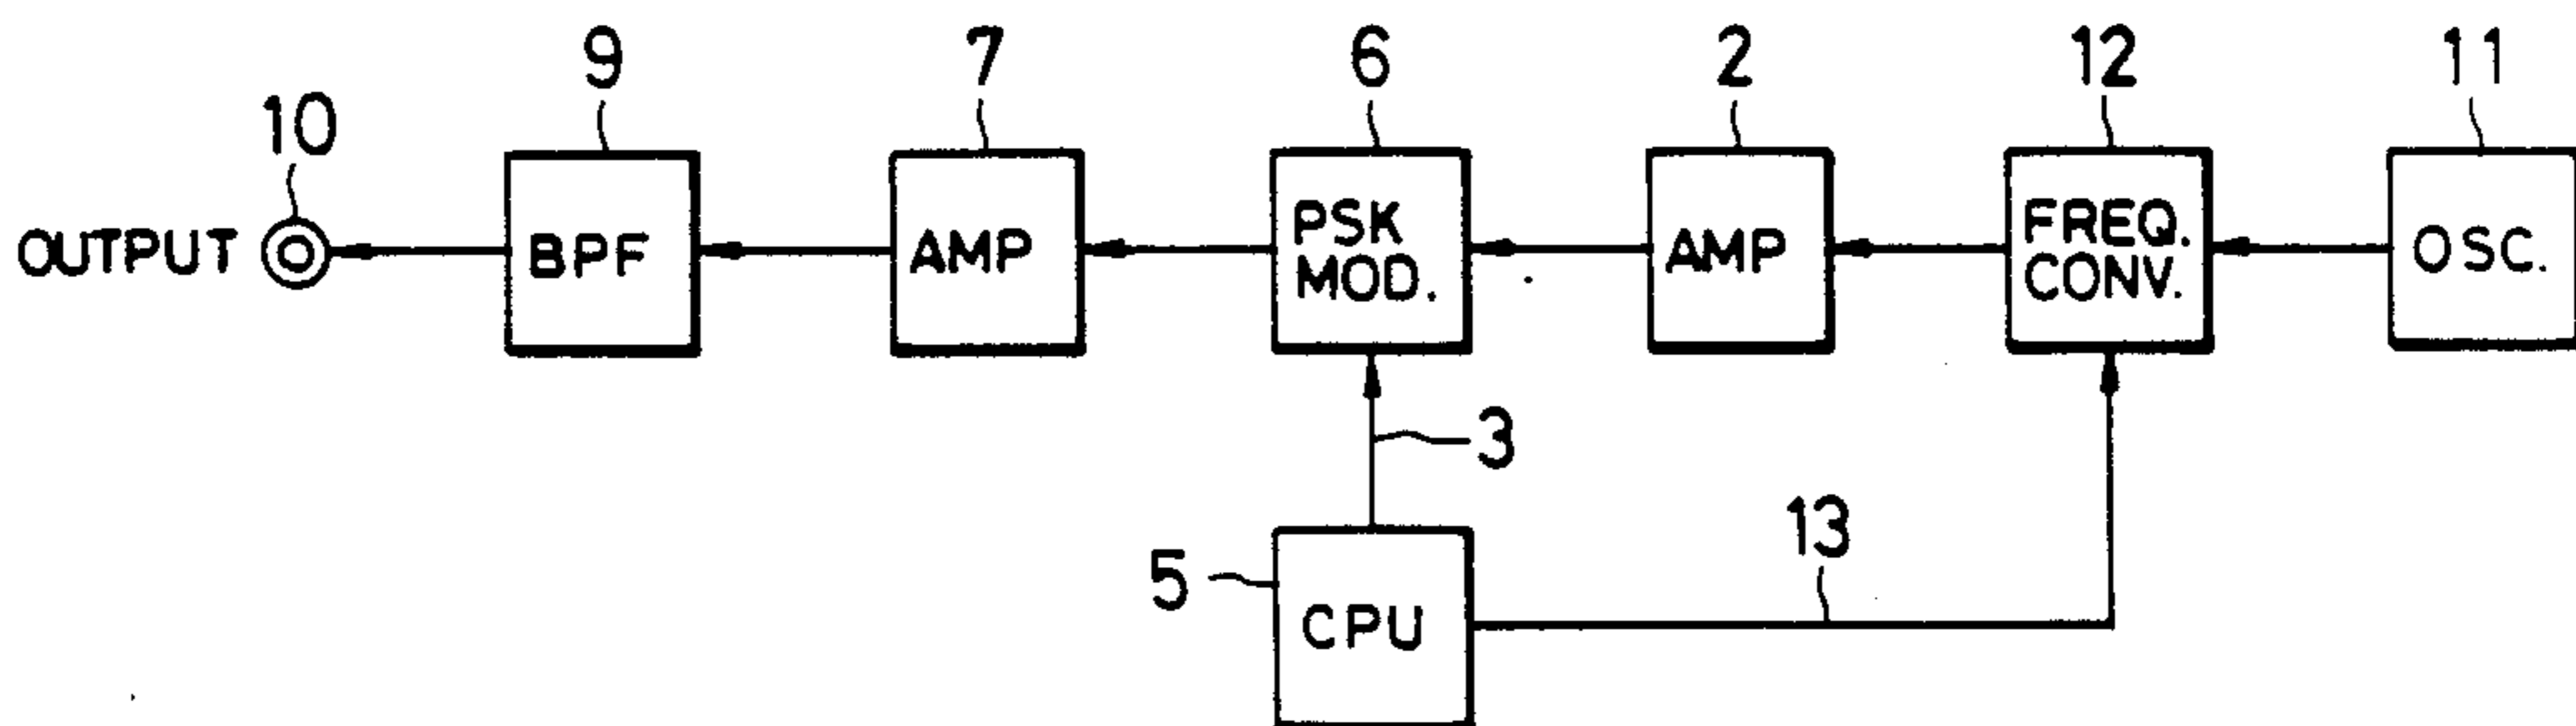 9
7
6
2
12
11
10
OUTPUT
BPF
AMP
PSK
MOD.
AMP
FREQ.
CONV.
OSC.
3
13
5
CPU